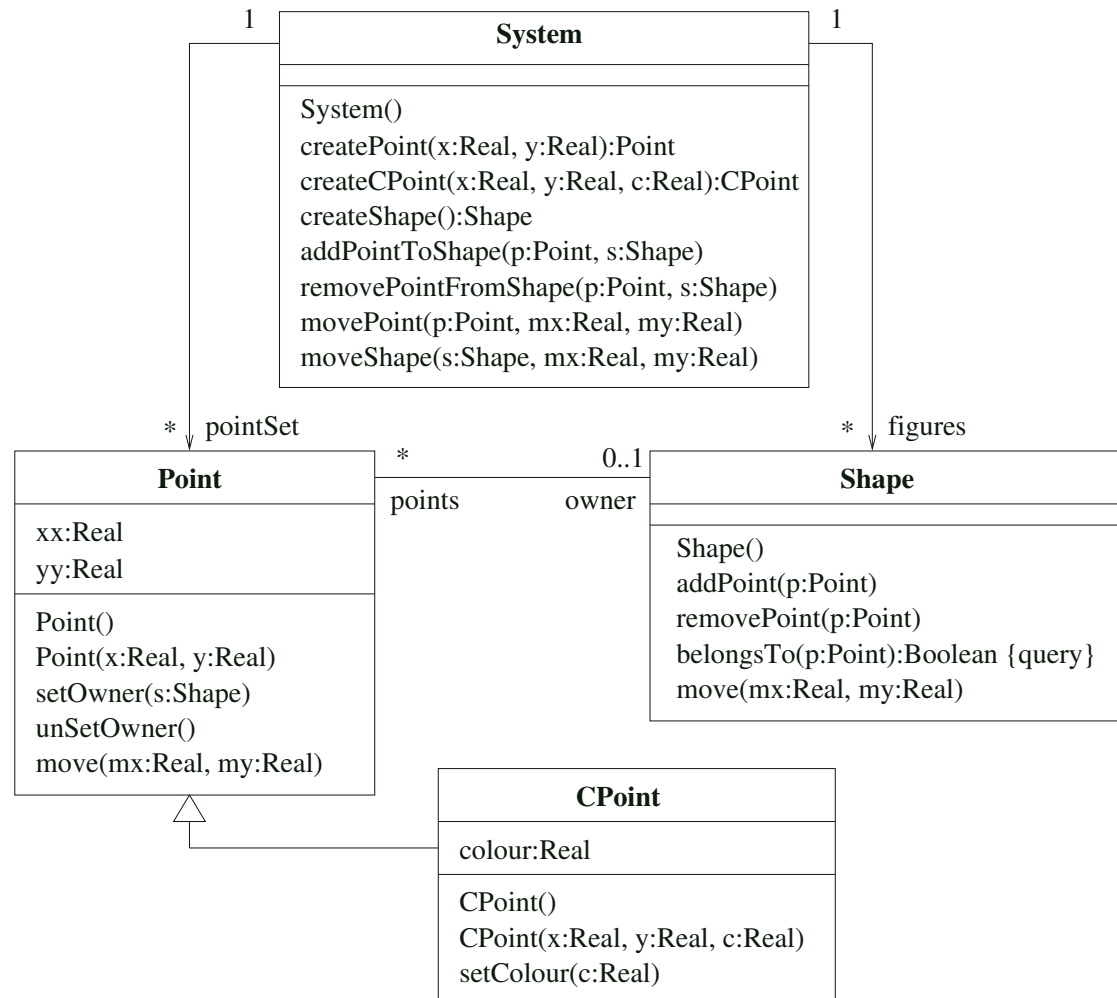 1
System
1
System()
createPoint(x:Real, y:Real):Point
createCPoint(x:Real, y:Real, c:Real):CPoint
createShape():Shape
addPointToShape(p:Point, s:Shape)
removePointFromShape(p:Point, s:Shape)
movePoint(p:Point, mx:Real, my:Real)
moveShape(s:Shape, mx:Real, my:Real)
* pointSet
* figures
Point
* 0..1
points owner
Shape
xx:Real
yy:Real
Point()
Point(x:Real, y:Real)
setOwner(s:Shape)
unSetOwner()
move(mx:Real, my:Real)
Shape()
addPoint(p:Point)
removePoint(p:Point)
belongsTo(p:Point):Boolean {query}
move(mx:Real, my:Real)
CPoint
colour:Real
CPoint()
CPoint(x:Real, y:Real, c:Real)
setColour(c:Real)